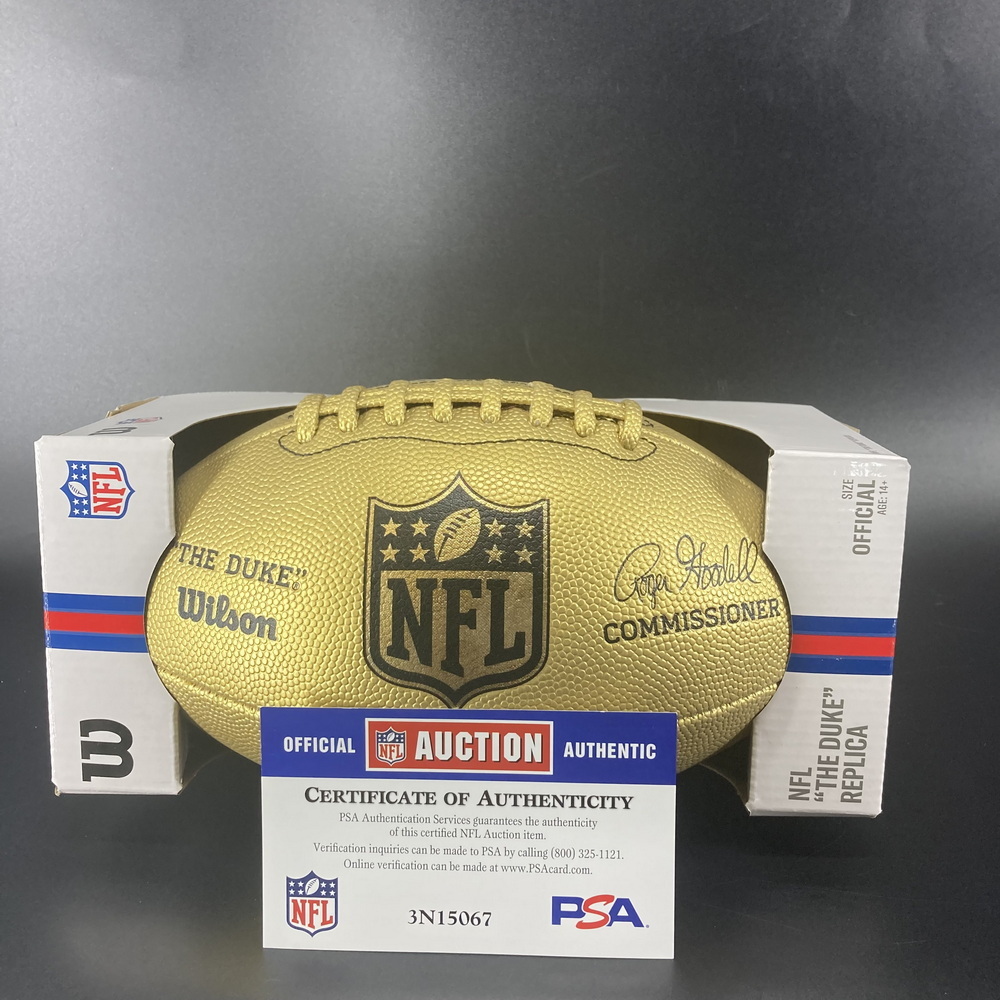 NFL
"THE DUKE"®
Wilson
NFL
Roger Goodell
COMMISSIONER
SIZE
OFFICIAL
AGE: 14+
NFL
"THE DUKE"
REPLICA
W
OFFICIAL NFL AUCTION AUTHENTIC
CERTIFICATE OF AUTHENTICITY
PSA Authentication Services guarantees the authenticity
of this certified NFL Auction item.
Verification inquiries can be made to PSA by calling (800) 325-1121.
Online verification can be made at www.PSAcard.com.
NFL
3N15067
PSA.